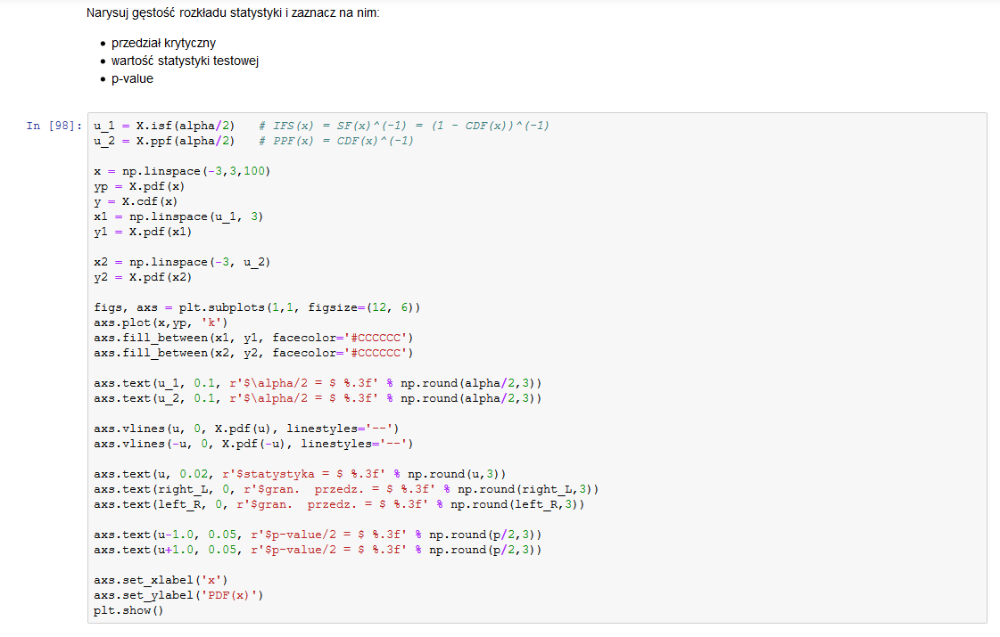 Narysuj gęstość rozkładu statystyki i zaznacz na nim:
• przedział krytyczny
• wartość statystyki testowej
• p-value
In [98]: u_1 = X.isf(alpha/2)   # IFS(x) = SF(x)^(-1) = (1 - CDF(x))^(-1)
u_2 = X.ppf(alpha/2)   # PPF(x) = CDF(x)^(-1)
x = np.linspace(-3,3,100)
yp = X.pdf(x)
y = X.cdf(x)
x1 = np.linspace(u_1, 3)
y1 = X.pdf(x1)
x2 = np.linspace(-3, u_2)
y2 = X.pdf(x2)
figs, axs = plt.subplots(1,1, figsize=(12, 6))
axs.plot(x,yp, 'k')
axs.fill_between(x1, y1, facecolor='#CCCCCC')
axs.fill_between(x2, y2, facecolor='#CCCCCC')
axs.text(u_1, 0.1, r'$\alpha/2 = $ %.3f' % np.round(alpha/2,3))
axs.text(u_2, 0.1, r'$\alpha/2 = $ %.3f' % np.round(alpha/2,3))
axs.vlines(u, 0, X.pdf(u), linestyles='--')
axs.vlines(-u, 0, X.pdf(-u), linestyles='--')
axs.text(u, 0.02, r'$statystyka = $ %.3f' % np.round(u,3))
axs.text(right_L, 0, r'$gran.  przedz. = $ %.3f' % np.round(right_L,3))
axs.text(left_R, 0, r'$gran.  przedz. = $ %.3f' % np.round(left_R,3))
axs.text(u-1.0, 0.05, r'$p-value/2 = $ %.3f' % np.round(p/2,3))
axs.text(u+1.0, 0.05, r'$p-value/2 = $ %.3f' % np.round(p/2,3))
axs.set_xlabel('x')
axs.set_ylabel('PDF(x)')
plt.show()